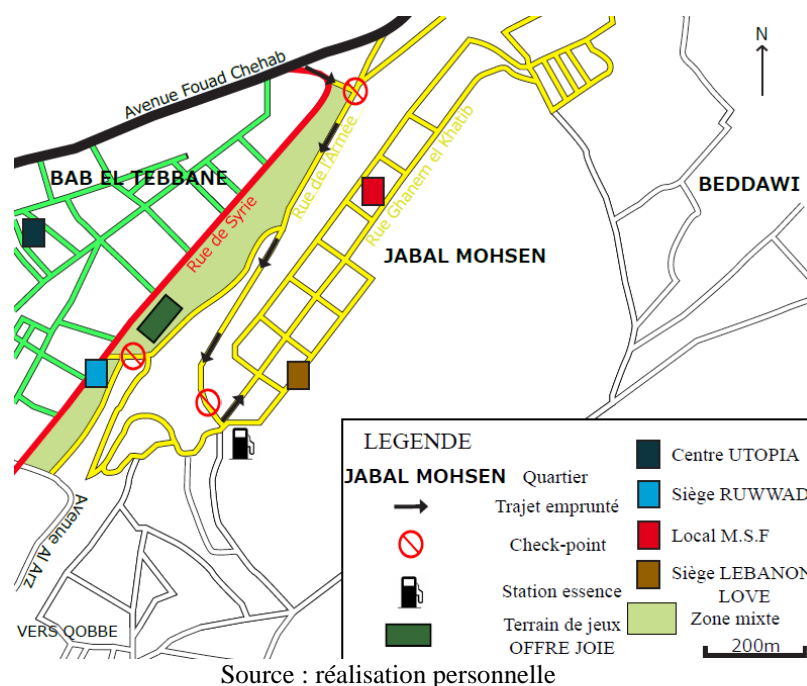 N
Avenue Fouad Chehab
BAB EL TEBBANE
Rue de l'Armée
Rue Ghanem el Khatib
BEDDAWI
Rue de Syrie
JABAL MOHSEN
Avenue Al Arz
VERS QOBBE
LEGENDE
JABAL MOHSEN Quartier
Trajet emprunté
Check-point
Station essence
Terrain de jeux
OFFRE JOIE
Centre UTOPIA
Siège RUWWAD
Local M.S.F
Siège LEBANON
LOVE
Zone mixte
200m
Source : réalisation personnelle